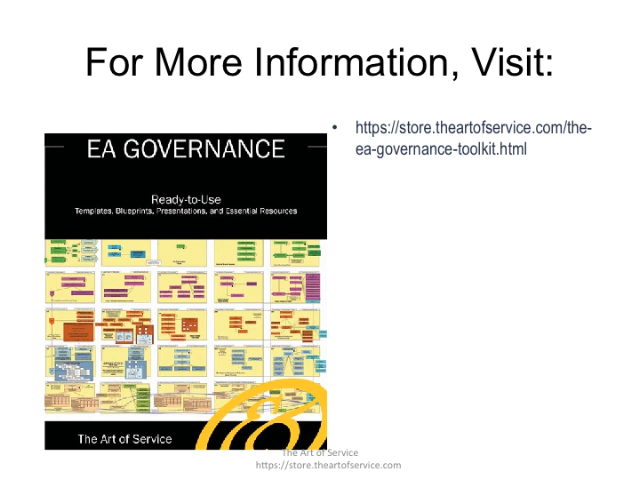 For More Information, Visit:
• https://store.theartofservice.com/the-
ea-governance-toolkit.html
EA GOVERNANCE
Ready-to-Use
Templates, Blueprints, Presentations, and Essential Resources
The Art of Service
The Art of Service
https://store.theartofservice.com